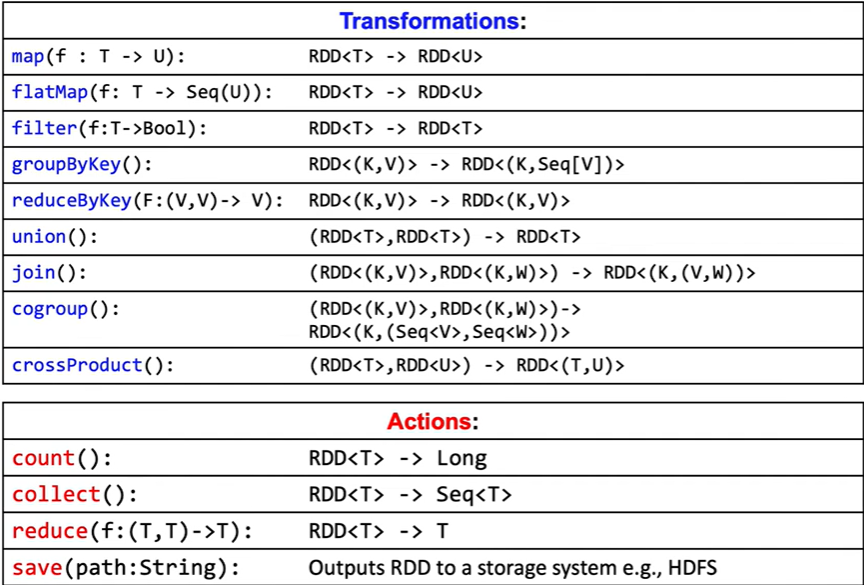 Transformations:
map(f : T -> U): RDD<T> -> RDD<U>
flatMap(f: T -> Seq(U)): RDD<T> -> RDD<U>
filter(f:T->Bool): RDD<T> -> RDD<T>
groupByKey(): RDD<(K,V)> -> RDD<(K,Seq[V])>
reduceByKey(F:(V,V)-> V): RDD<(K,V)> -> RDD<(K,V)>
union(): (RDD<T>,RDD<T>) -> RDD<T>
join(): (RDD<(K,V)>,RDD<(K,W)>) -> RDD<(K,(V,W))>
cogroup(): (RDD<(K,V)>,RDD<(K,W)>)->
RDD<(K,(Seq<V>,Seq<W>))>
crossProduct(): (RDD<T>,RDD<U>) -> RDD<(T,U)>
Actions:
count(): RDD<T> -> Long
collect(): RDD<T> -> Seq<T>
reduce(f:(T,T)->T): RDD<T> -> T
save(path:String): Outputs RDD to a storage system e.g., HDFS